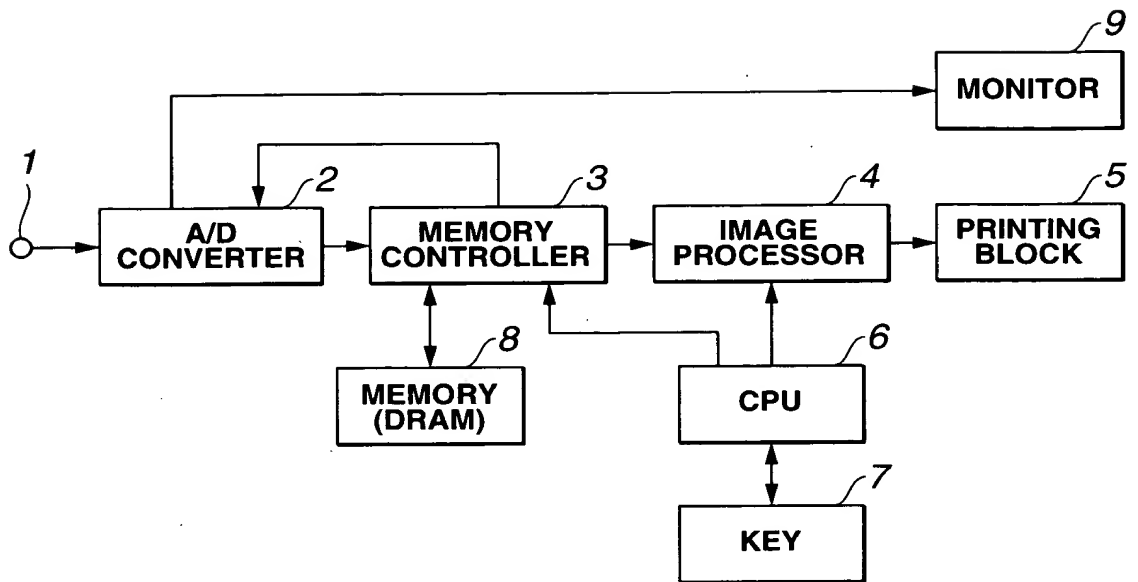 9
MONITOR
1
2
A/D
CONVERTER
3
MEMORY
CONTROLLER
4
IMAGE
PROCESSOR
5
PRINTING
BLOCK
8
MEMORY
(DRAM)
6
CPU
7
KEY